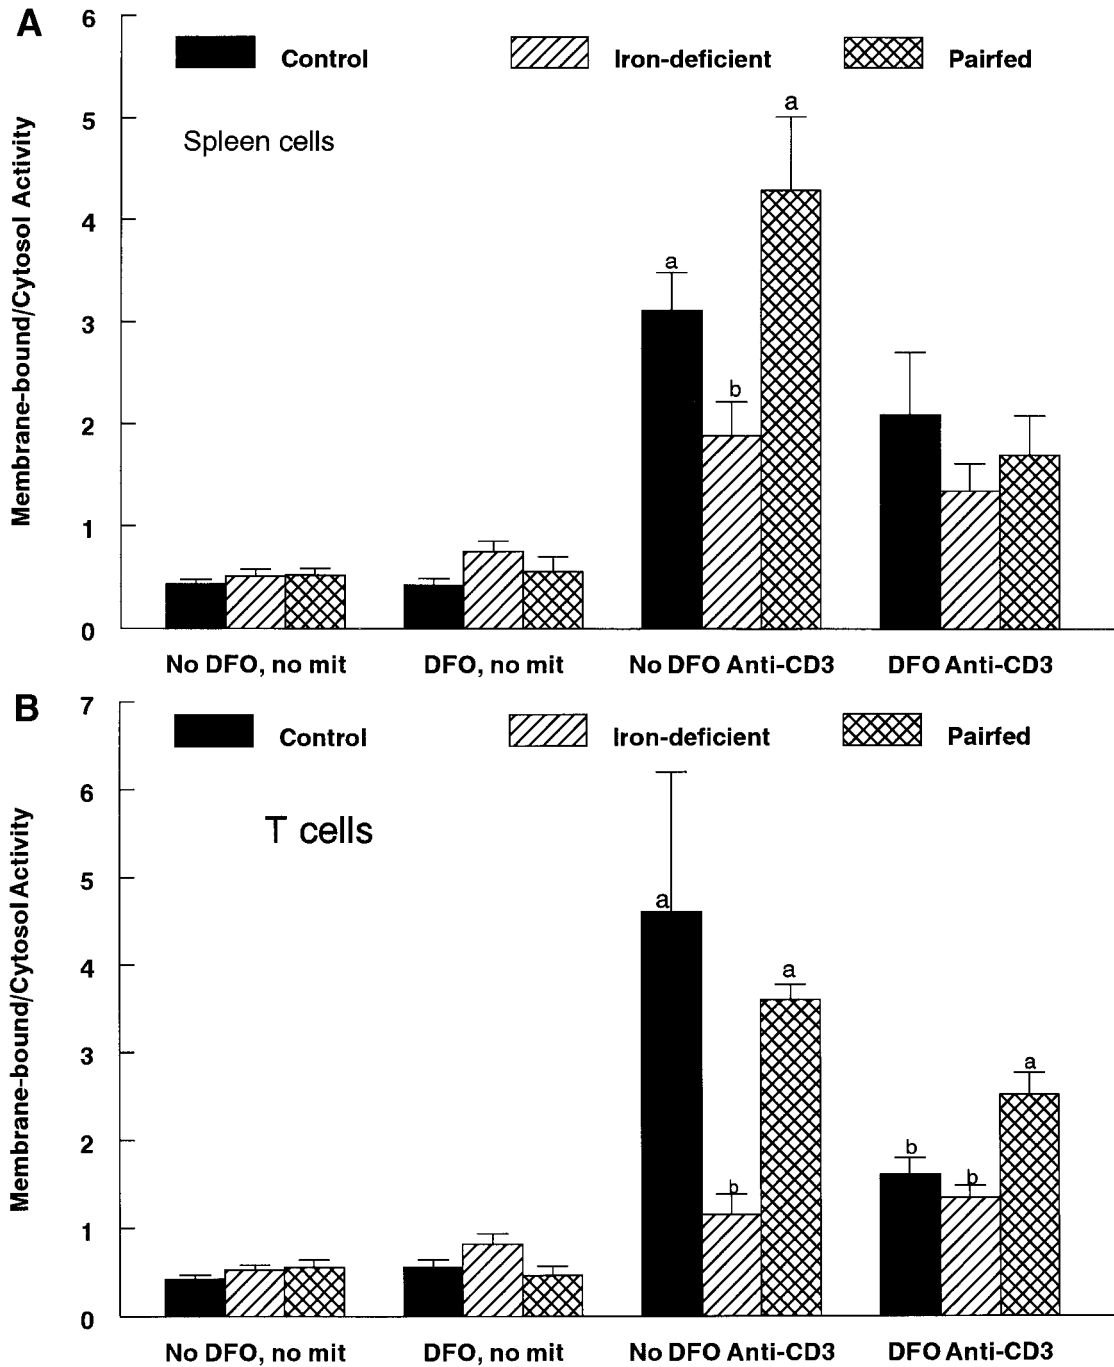 A
6
Control
Iron-deficient
Pairfed
Membrane-bound/Cytosol Activity
5
Spleen cells
a
4
a
3
b
2
1
0
No DFO, no mit
DFO, no mit
No DFO Anti-CD3
DFO Anti-CD3
B
7
Control
Iron-deficient
Pairfed
Membrane-bound/Cytosol Activity
6
T cells
5
a
4
a
3
a
2
b
b
b
1
0
No DFO, no mit
DFO, no mit
No DFO Anti-CD3
DFO Anti-CD3